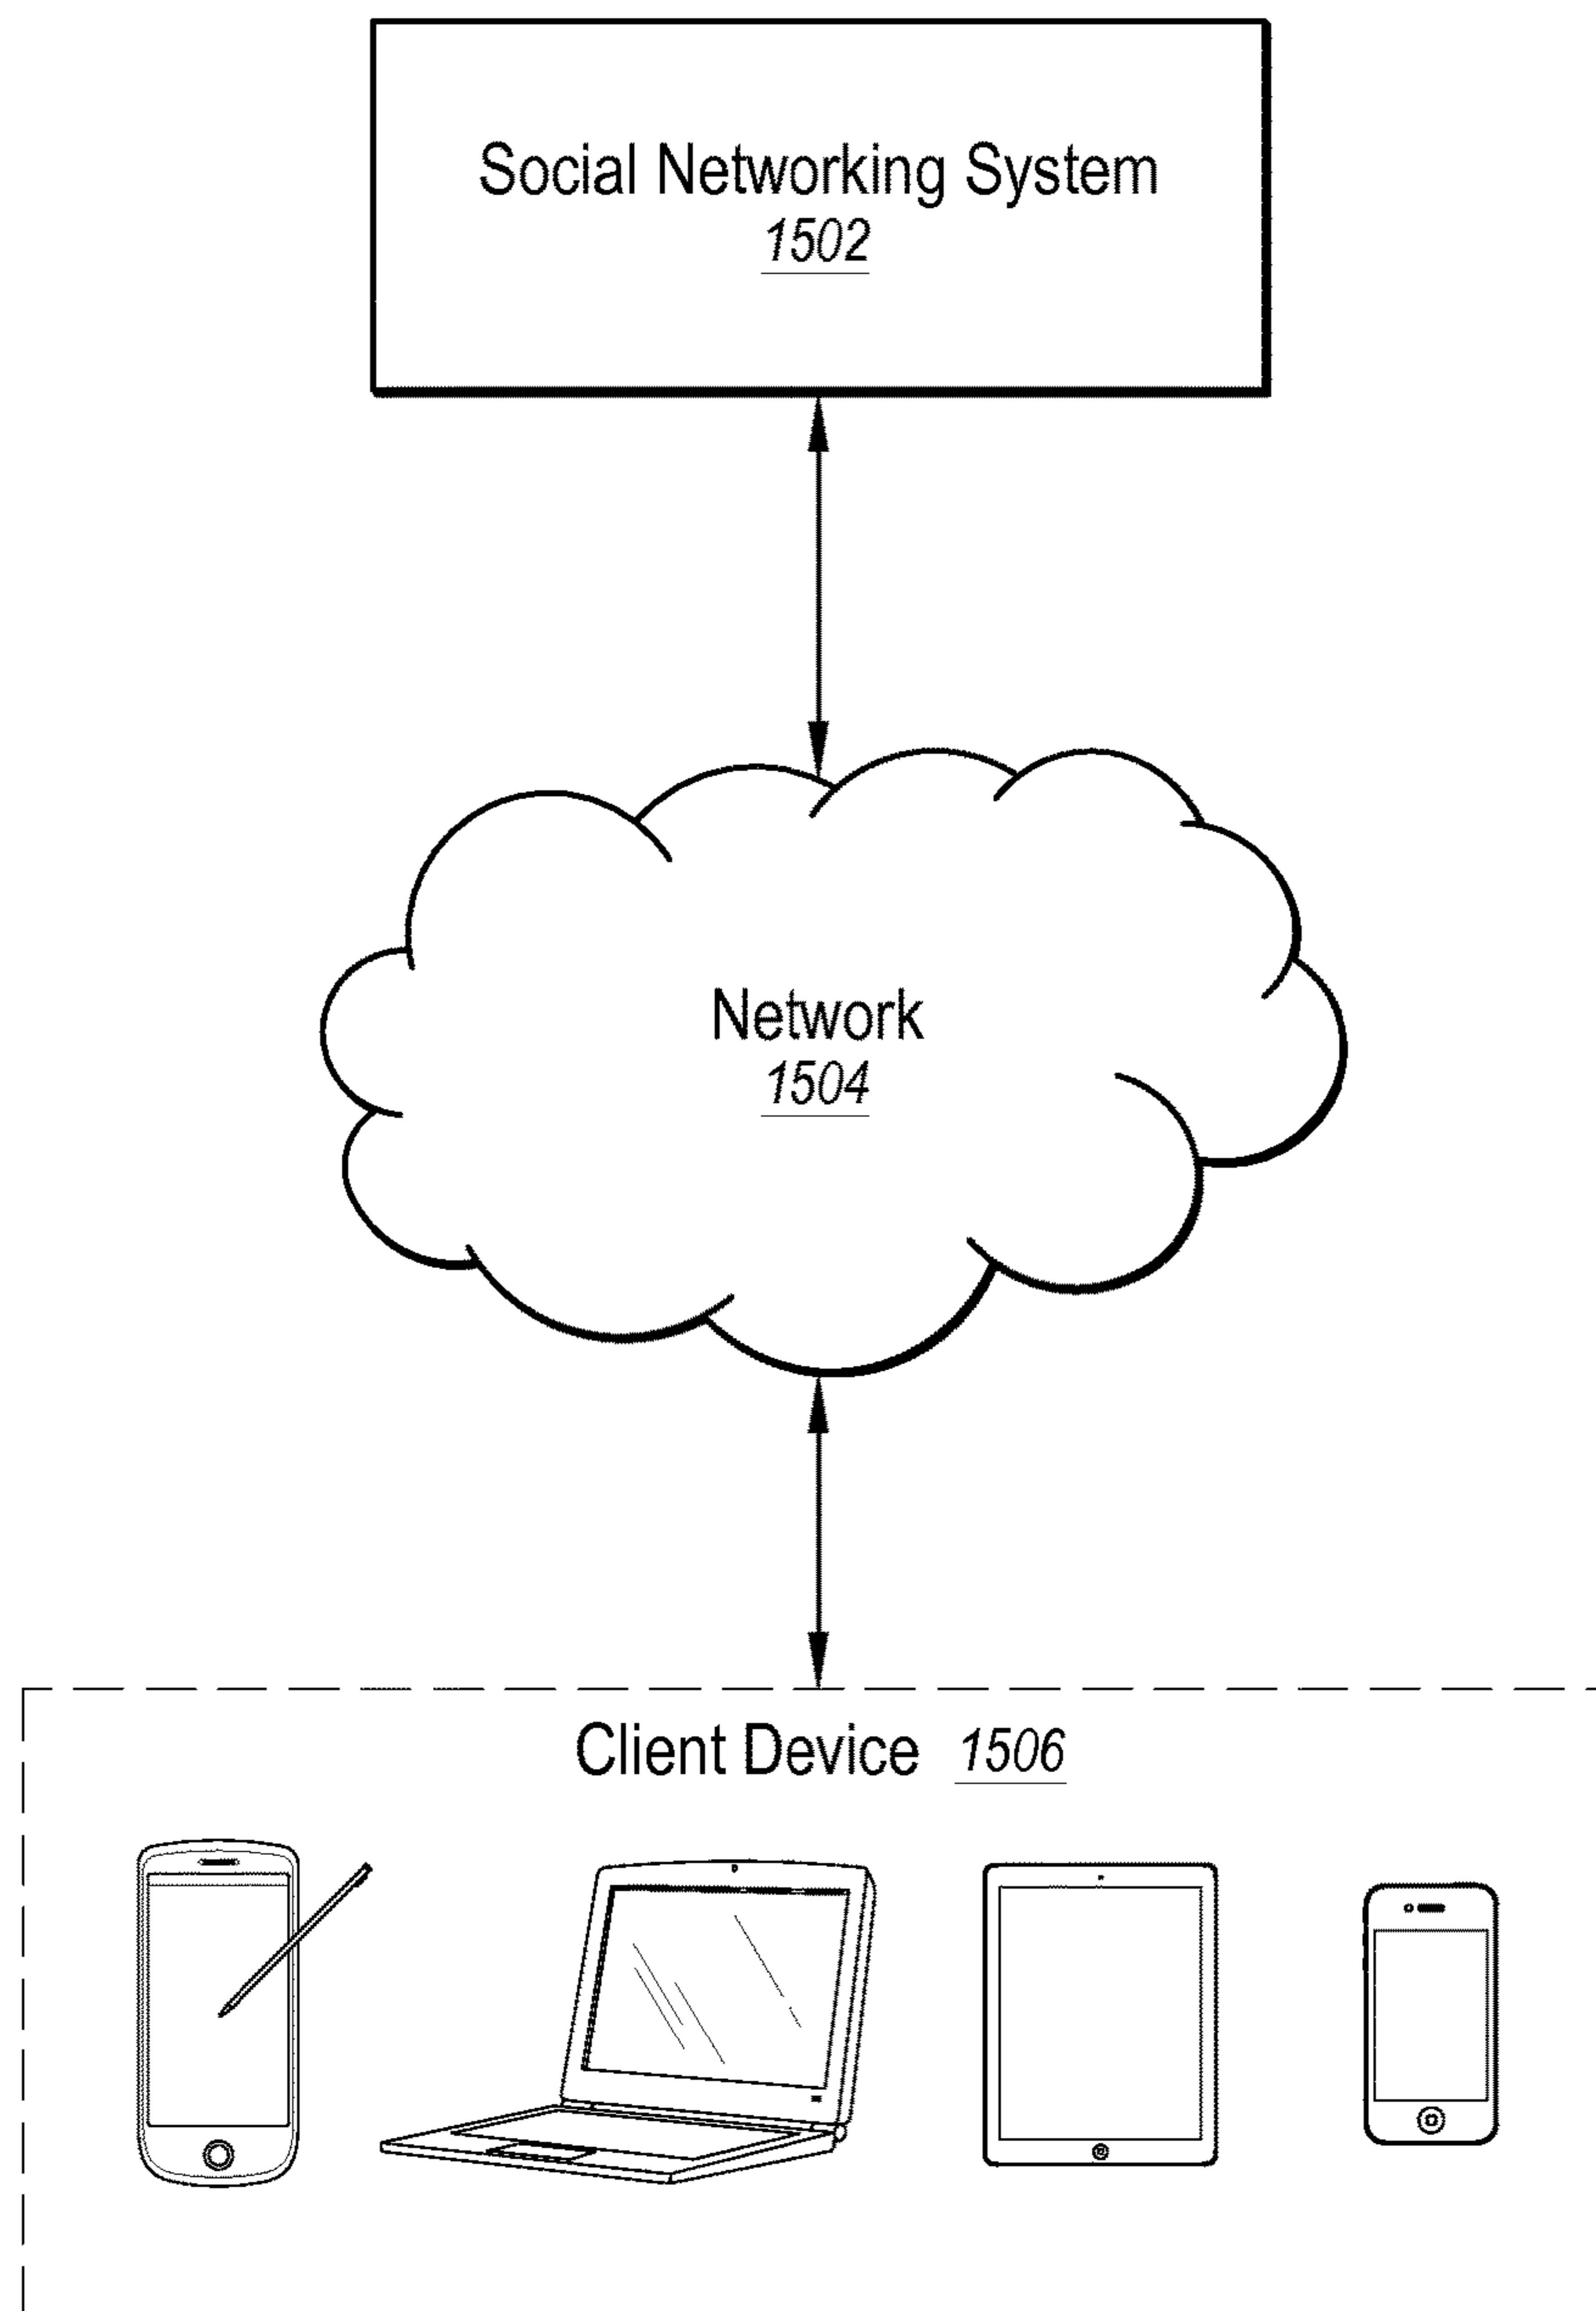 Social Networking System
1502
Network
1504
Client Device 1506